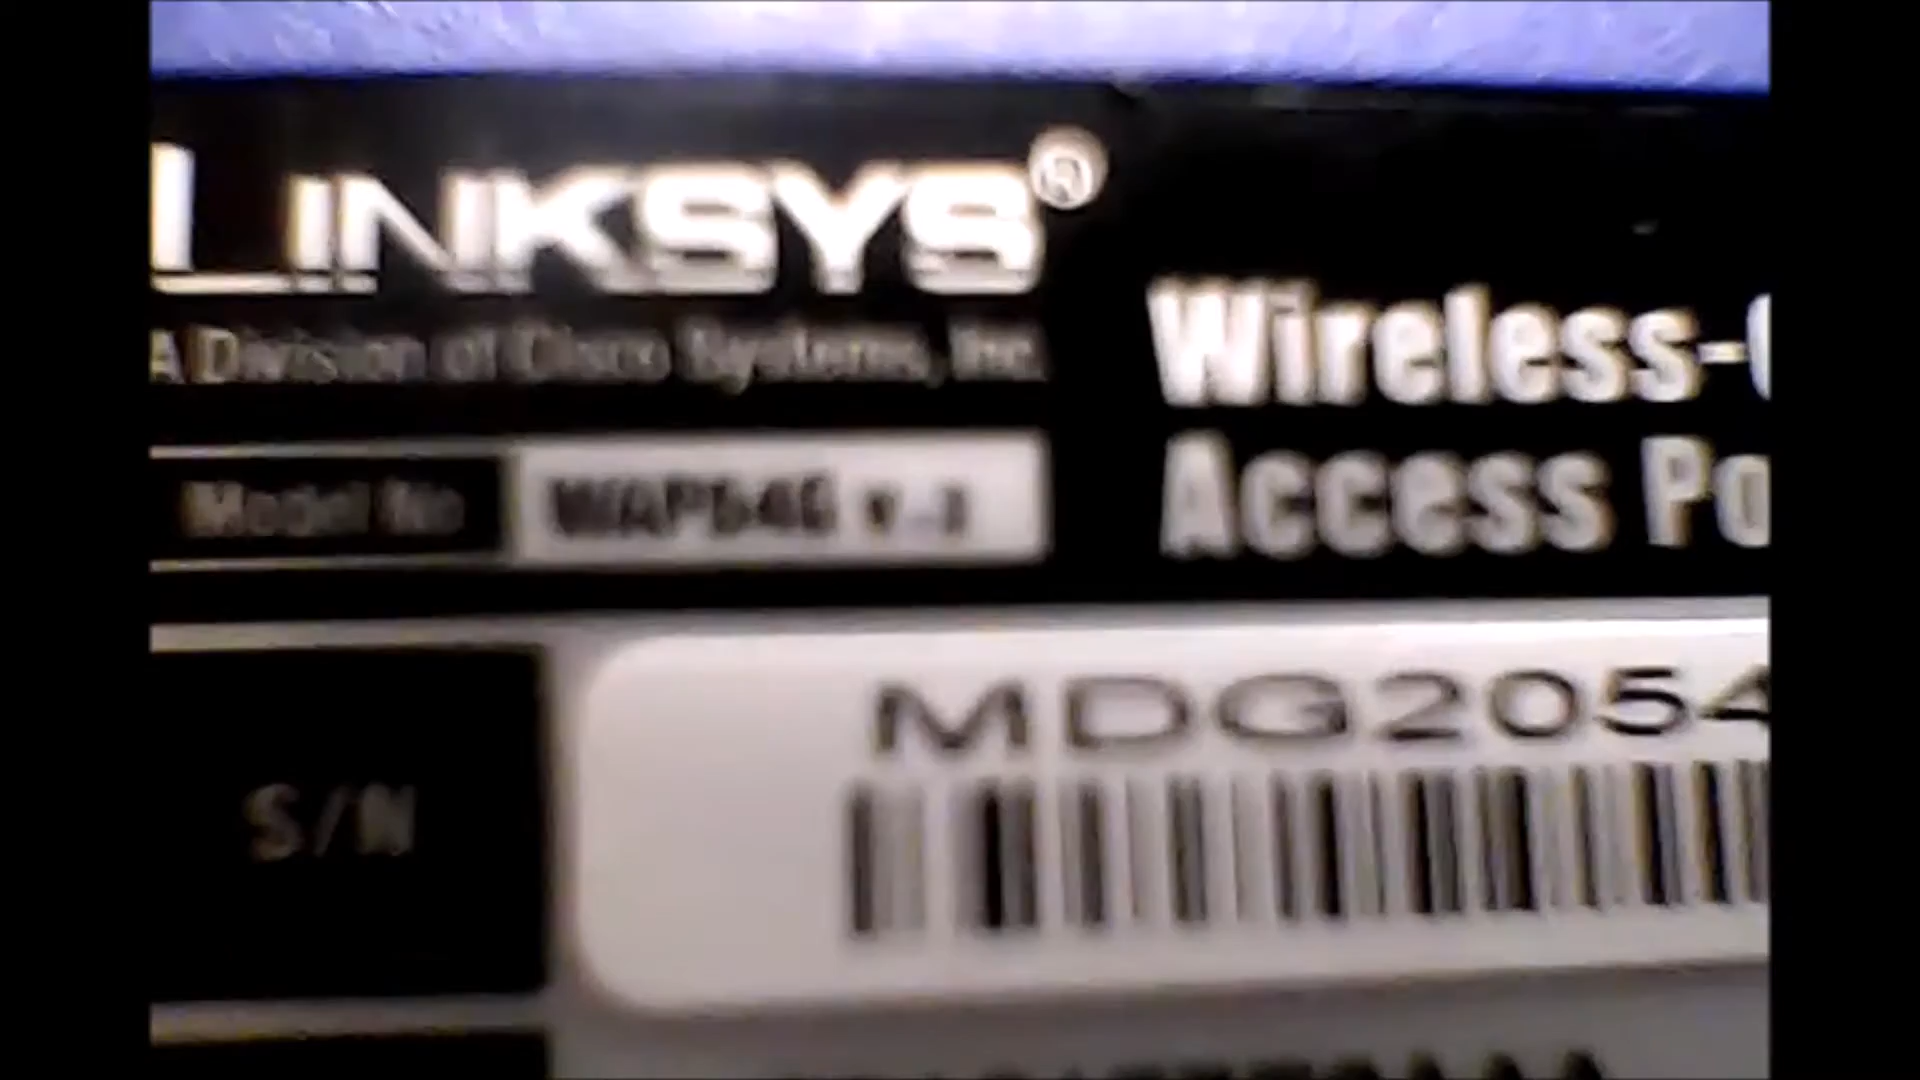 LINKSYS®
A Division of Cisco Systems, Inc.
Wireless-
Access Po
Model No
WAP54G v.
S/N
MDG2054